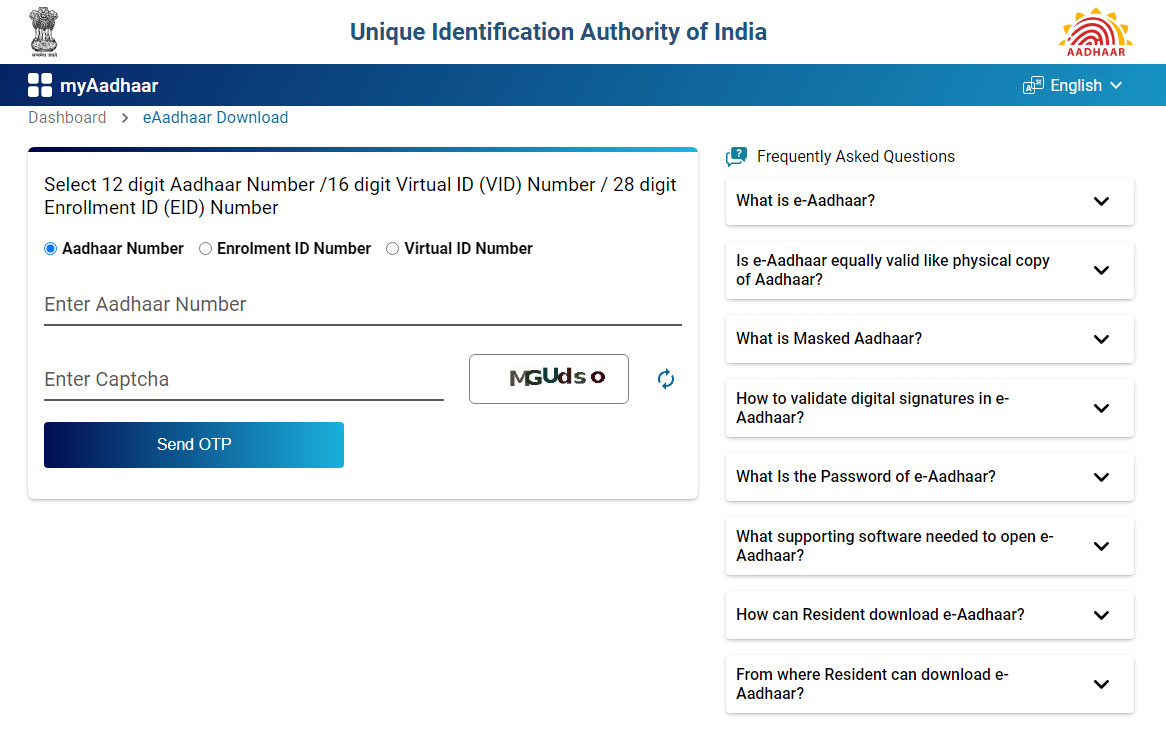 Unique Identification Authority of India
AADHAAR
myAadhaar
English
Dashboard > eAadhaar Download
Select 12 digit Aadhaar Number /16 digit Virtual ID (VID) Number / 28 digit
Enrollment ID (EID) Number
Aadhaar Number Enrolment ID Number Virtual ID Number
Enter Aadhaar Number
Enter Captcha
MGUdso
Send OTP
Frequently Asked Questions
What is e-Aadhaar?
Is e-Aadhaar equally valid like physical copy
of Aadhaar?
What is Masked Aadhaar?
How to validate digital signatures in e-
Aadhaar?
What Is the Password of e-Aadhaar?
What supporting software needed to open e-
Aadhaar?
How can Resident download e-Aadhaar?
From where Resident can download e-
Aadhaar?